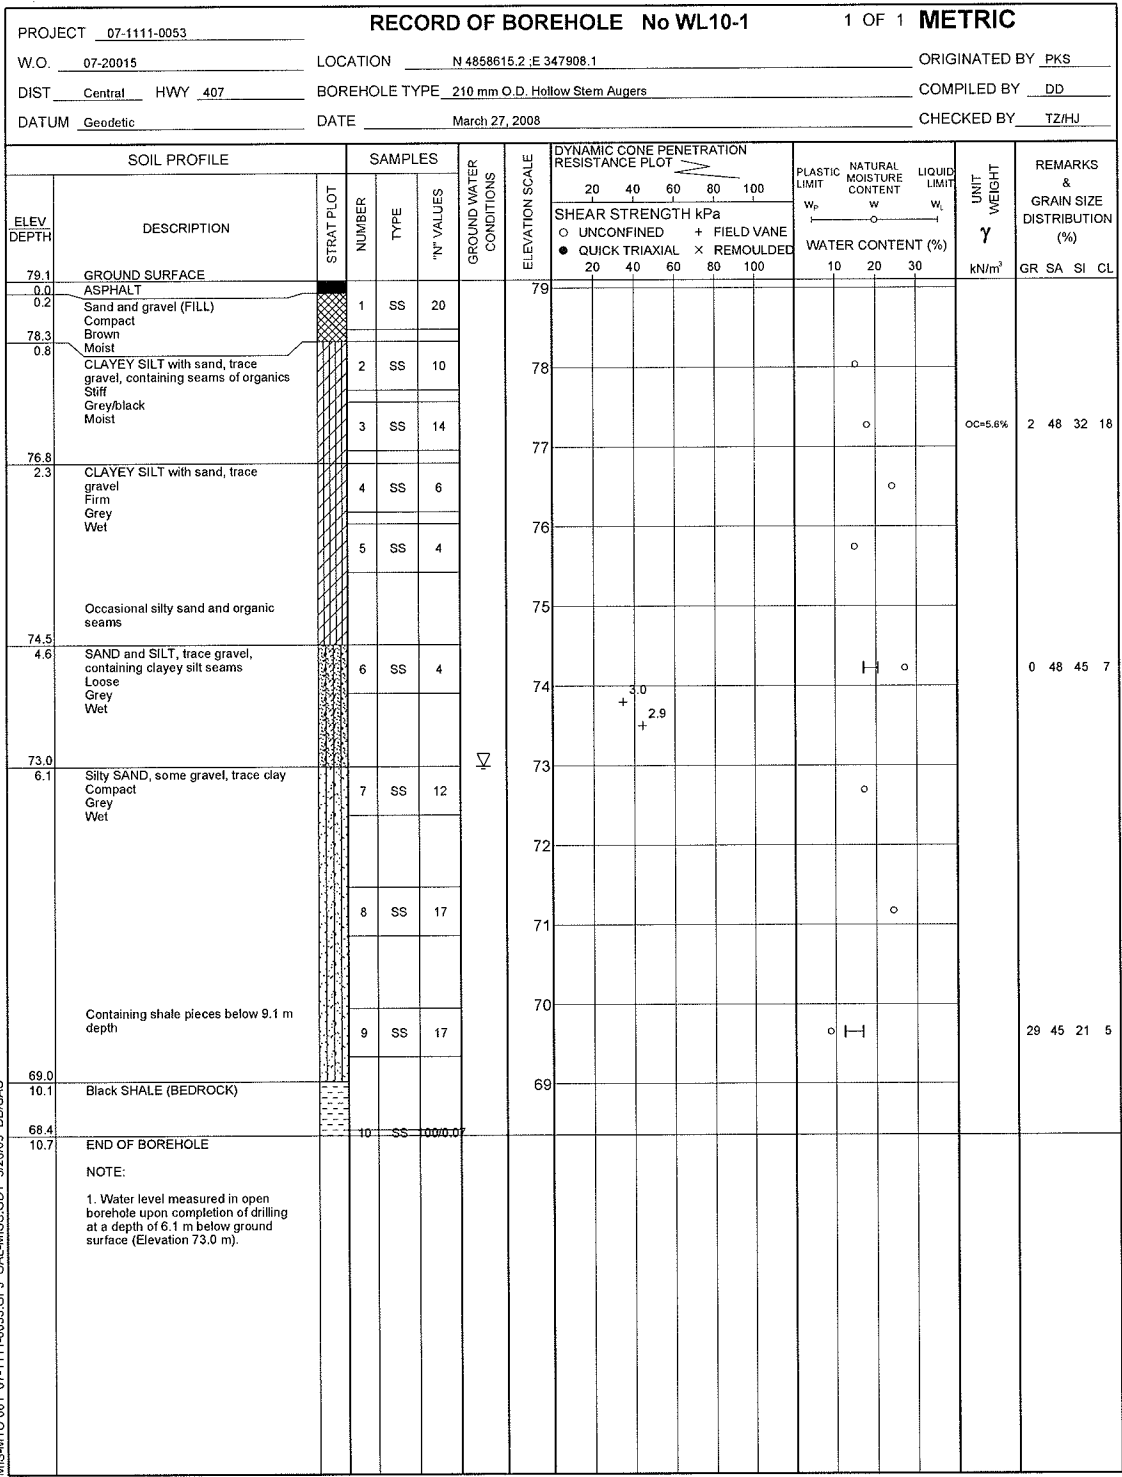 RECORD OF BOREHOLE No WL10-1 1 OF 1 METRIC
PROJECT 07-1111-0053
W.O. 07-20015 LOCATION N 4858615.2 ;E 347908.1 ORIGINATED BY PKS
DIST Central HWY 407 BOREHOLE TYPE 210 mm O.D. Hollow Stem Augers COMPILED BY DD
DATUM Geodetic DATE March 27, 2008 CHECKED BY TZ/HJ
SOIL PROFILE SAMPLES
GROUND WATER CONDITIONS
ELEVATION SCALE
DYNAMIC CONE PENETRATION
RESISTANCE PLOT
20 40 60 80 100
SHEAR STRENGTH kPa
O UNCONFINED + FIELD VANE
● QUICK TRIAXIAL × REMOULDED
20 40 60 80 100
PLASTIC LIMIT NATURAL MOISTURE CONTENT LIQUID LIMIT
WP W WL
WATER CONTENT (%)
10 20 30
UNIT WEIGHT
γ
kN/m³
REMARKS
&
GRAIN SIZE
DISTRIBUTION
(%)
GR SA SI CL
ELEV
DEPTH
DESCRIPTION
STRAT PLOT
NUMBER
TYPE
"N" VALUES
79.1 GROUND SURFACE
0.0 ASPHALT
79
0.2 Sand and gravel (FILL) 1 SS 20
Compact
Brown
78.3
Moist
0.8
CLAYEY SILT with sand, trace 2 SS 10 78
gravel, containing seams of organics
Stiff
Grey/black
Moist 3 SS 14 OC=5.6% 2 48 32 18
77
76.8
2.3 CLAYEY SILT with sand, trace
gravel 4 SS 6
Firm
Grey
Wet 76
5 SS 4
75
Occasional silty sand and organic
seams
74.5
4.6 SAND and SILT, trace gravel,
containing clayey silt seams 6 SS 4 0 48 45 7
Loose
Grey 74 3.0
Wet
2.9
73.0 73
6.1 Silty SAND, some gravel, trace clay
Compact 7 SS 12
Grey
Wet
72
8 SS 17
71
70
Containing shale pieces below 9.1 m
depth 9 SS 17 29 45 21 5
69.0
10.1 Black SHALE (BEDROCK) 69
68.4 10 SS 100/0.07
10.7 END OF BOREHOLE
NOTE:
1. Water level measured in open
borehole upon completion of drilling
at a depth of 6.1 m below ground
surface (Elevation 73.0 m).